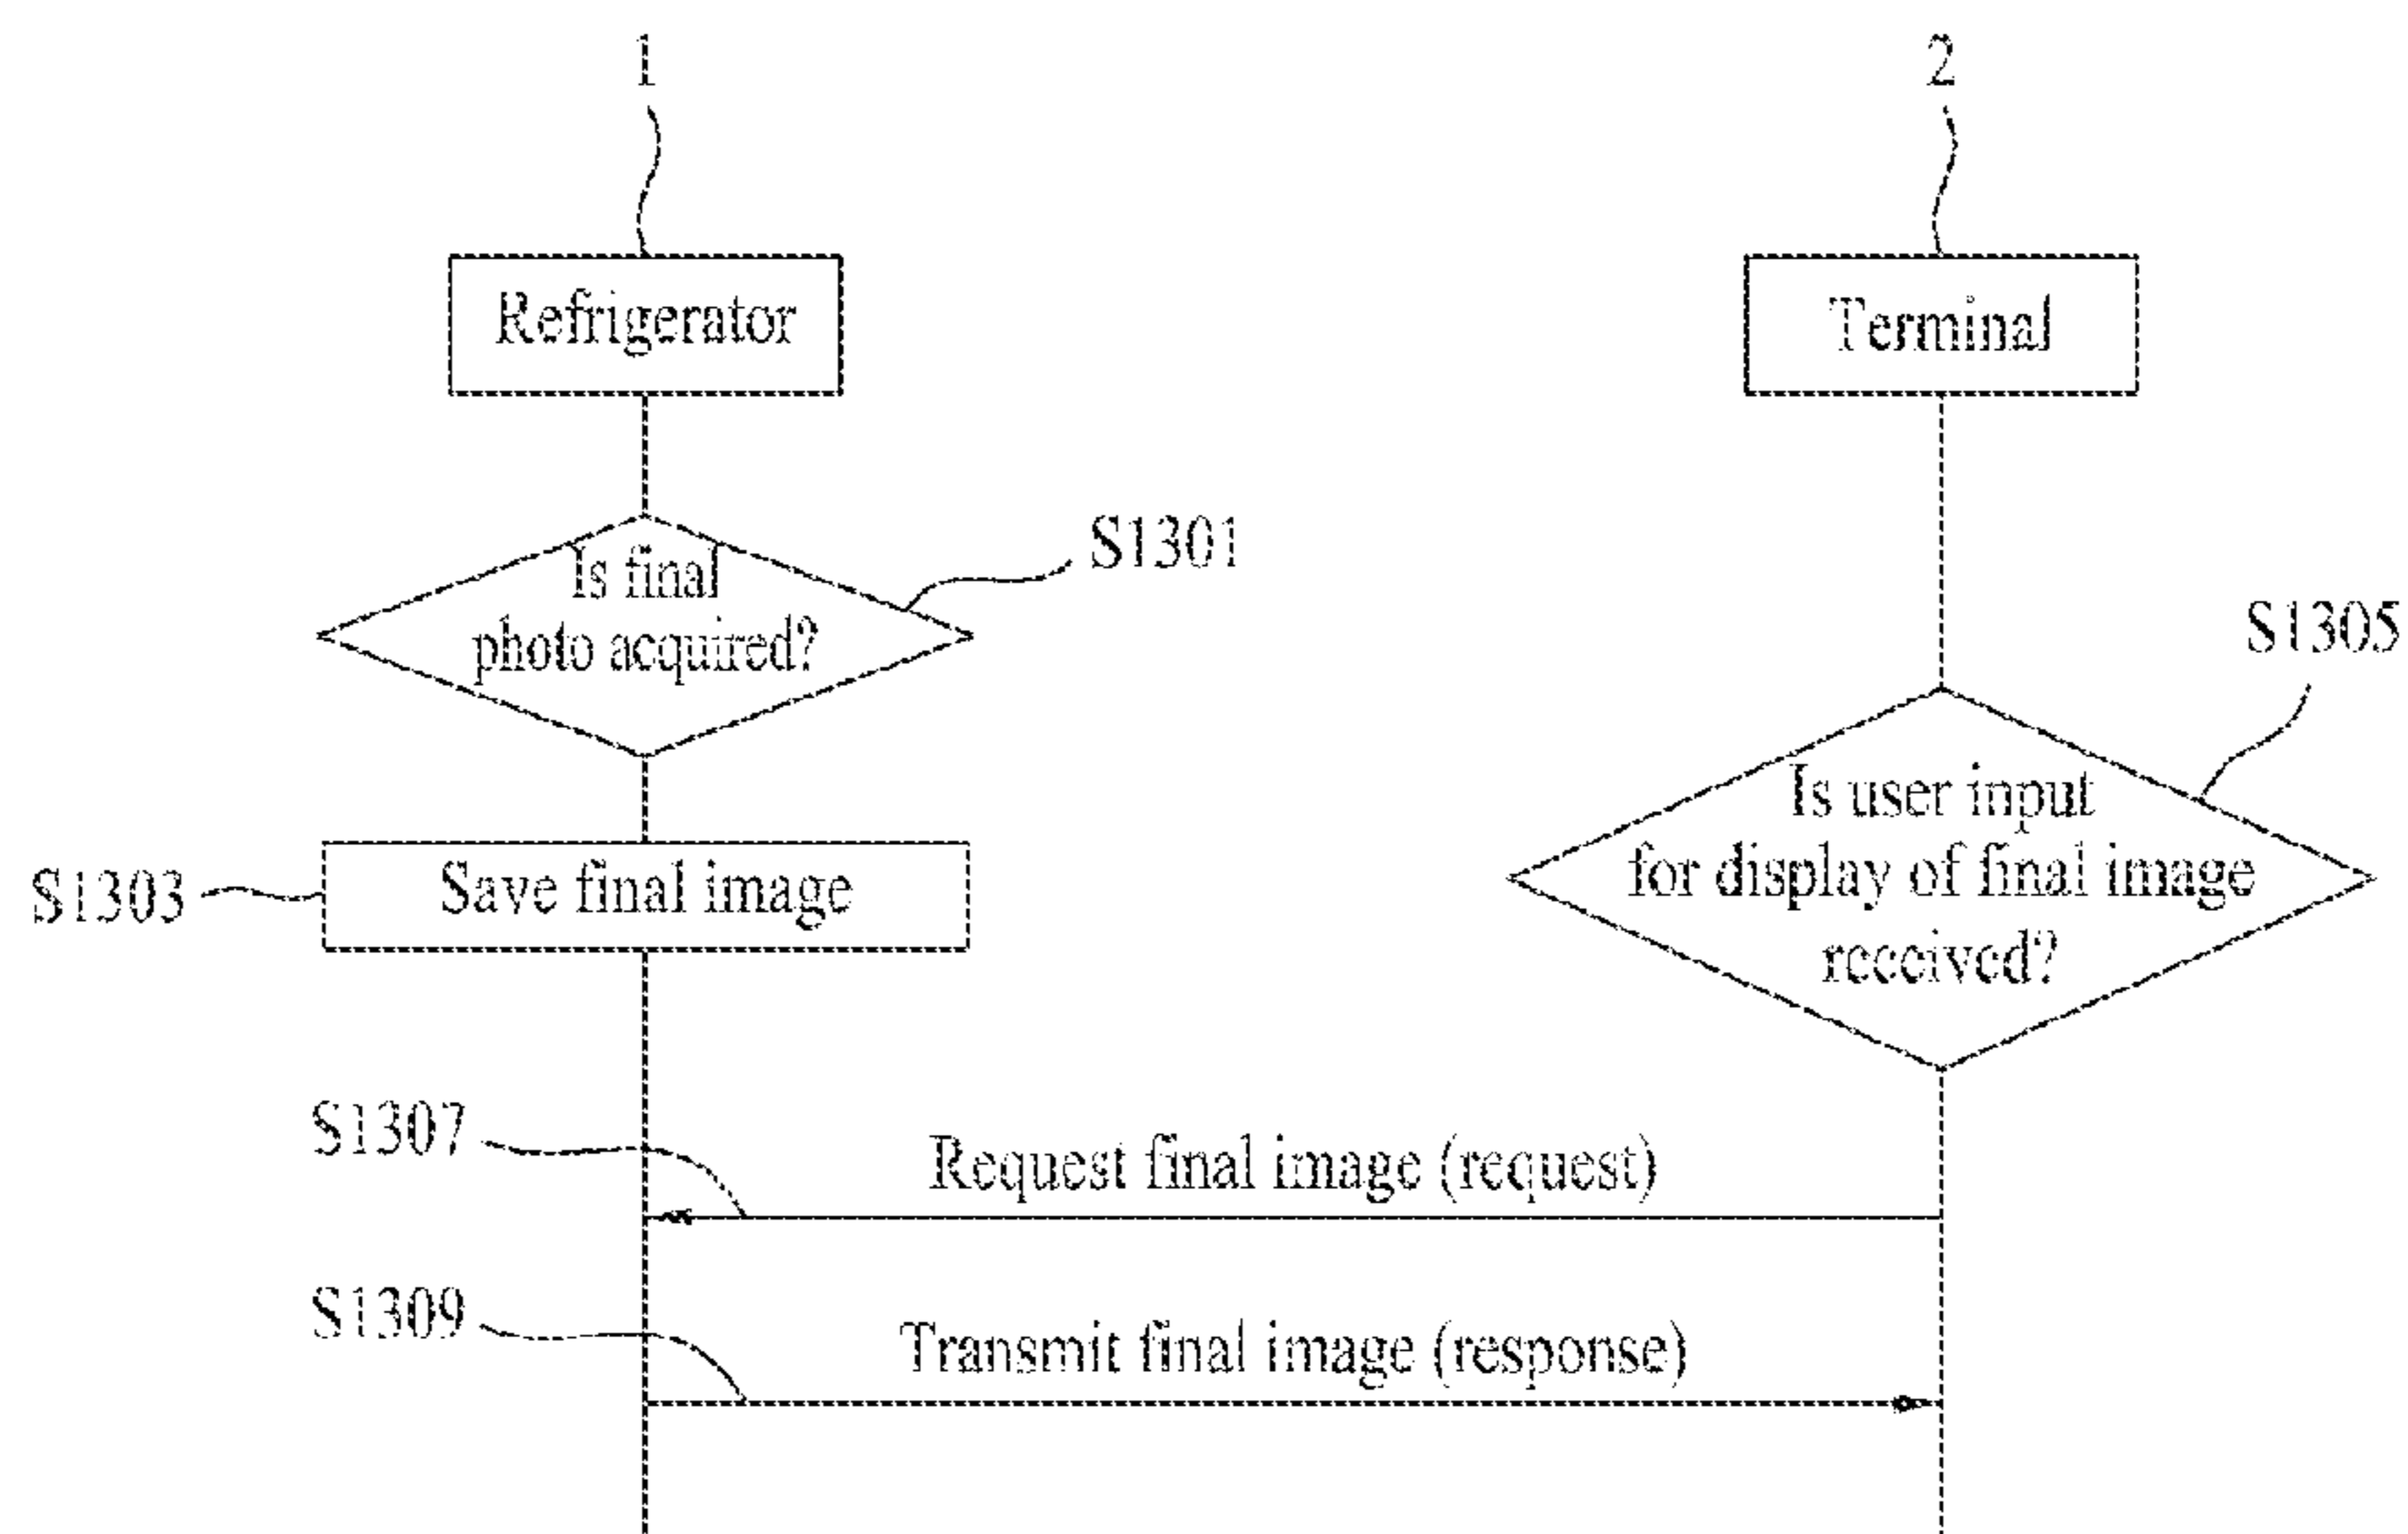 1
2
Refrigerator
Terminal
S1301
Is final
photo acquired?
S1305
Is user input
for display of final image
received?
S1303
Save final image
S1307
Request final image (request)
S1309
Transmit final image (response)